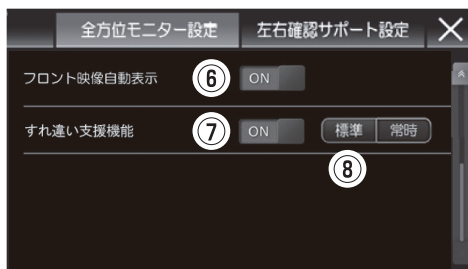 全方位モニター設定 左右確認サポート設定
フロント映像自動表示 ⑥ ON
すれ違い支援機能 ⑦ ON 標準 常時
⑧